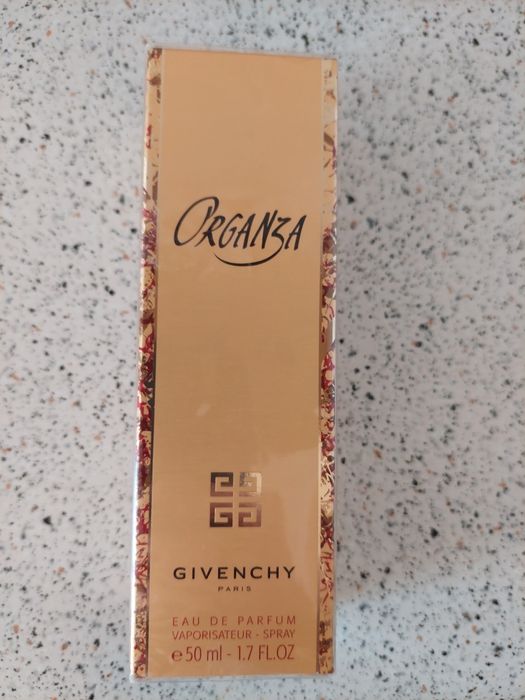 ORGANZA
GIVENCHY
PARIS
EAU DE PARFUM
VAPORISATEUR - SPRAY
e 50 ml - 1.7 FL.OZ